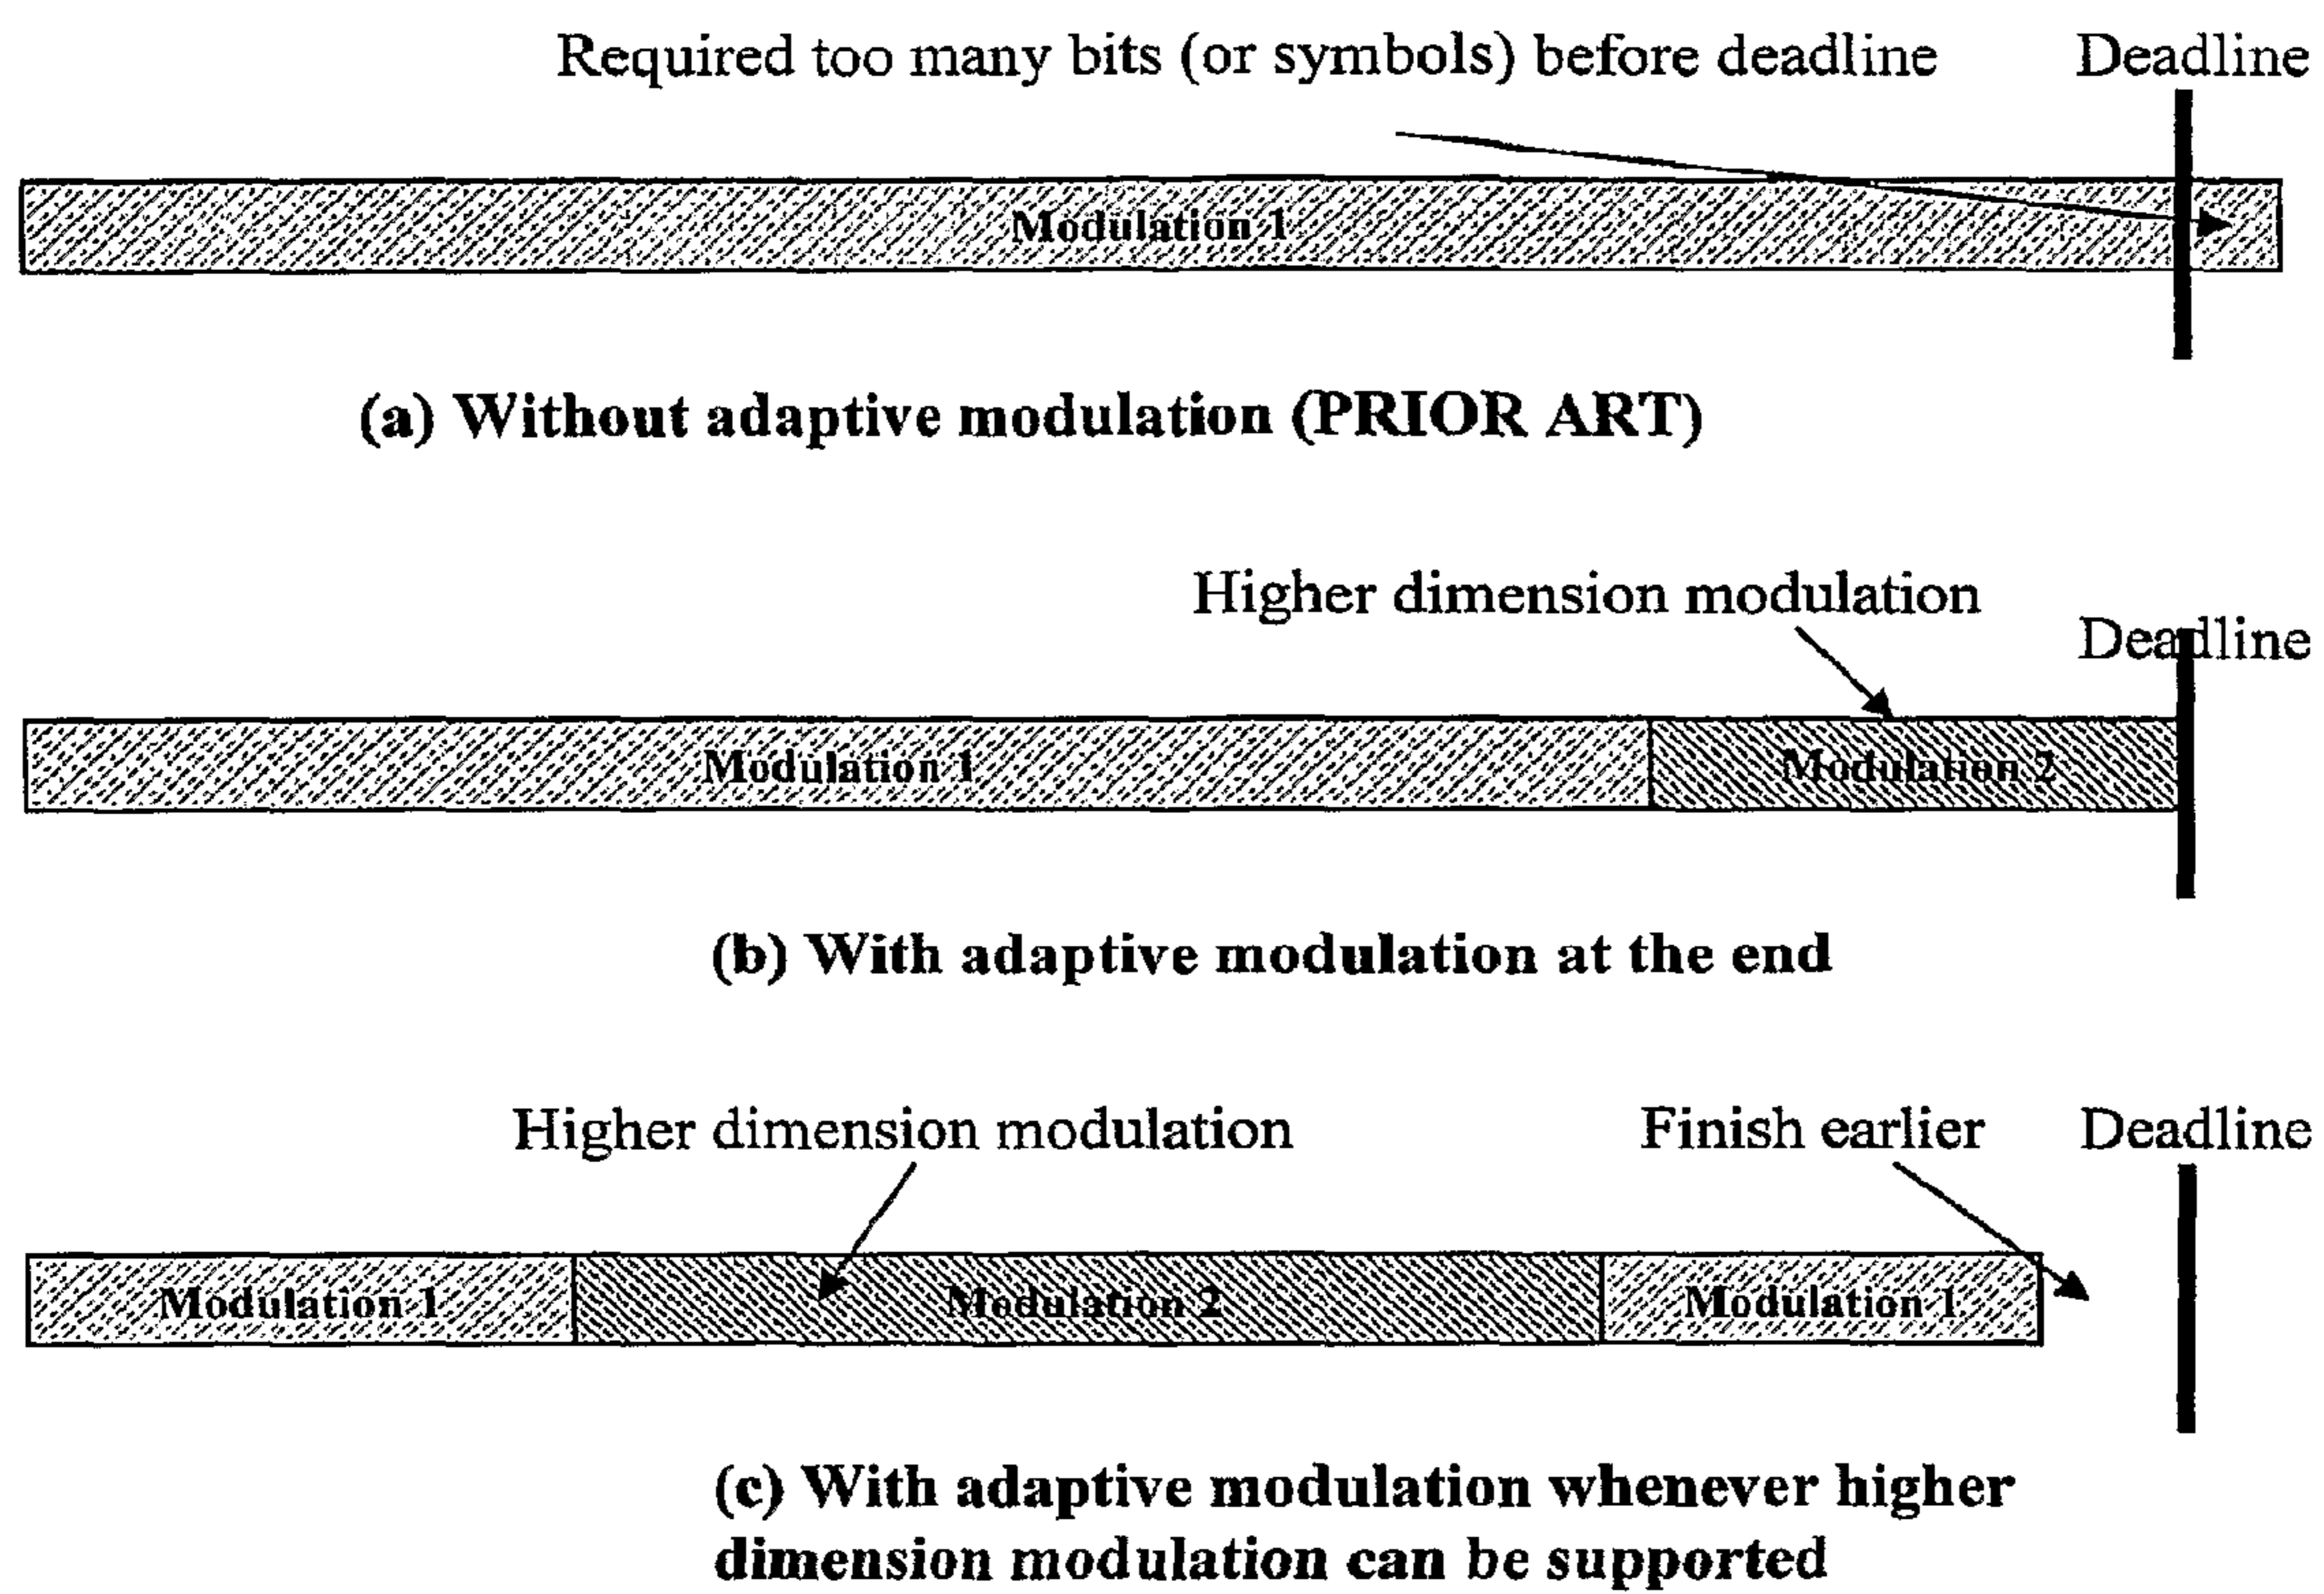 Required too many bits (or symbols) before deadline
Deadline
Modulation 1
(a) Without adaptive modulation (PRIOR ART)
Higher dimension modulation
Deadline
Modulation 1
Modulation 2
(b) With adaptive modulation at the end
Higher dimension modulation
Finish earlier
Deadline
Modulation 1
Modulation 2
Modulation 1
(c) With adaptive modulation whenever higher
dimension modulation can be supported